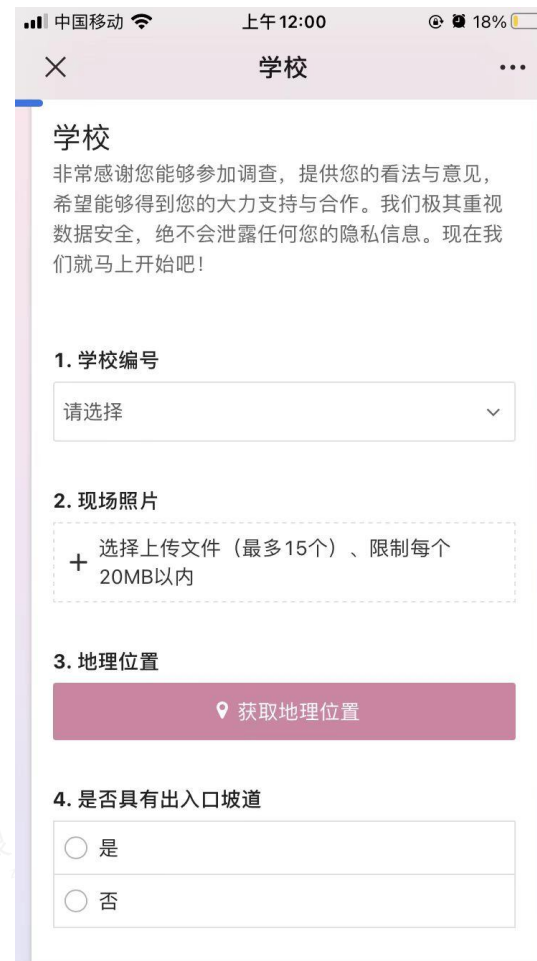 中国移动 上午12:00 18%
学校
学校
非常感谢您能够参加调查，提供您的看法与意见，
希望能够得到您的大力支持与合作。我们极其重视
数据安全，绝不会泄露任何您的隐私信息。现在我
们就马上开始吧！
1. 学校编号
请选择
2. 现场照片
选择上传文件（最多15个）、限制每个
20MB以内
3. 地理位置
获取地理位置
4. 是否具有出入口坡道
是
否